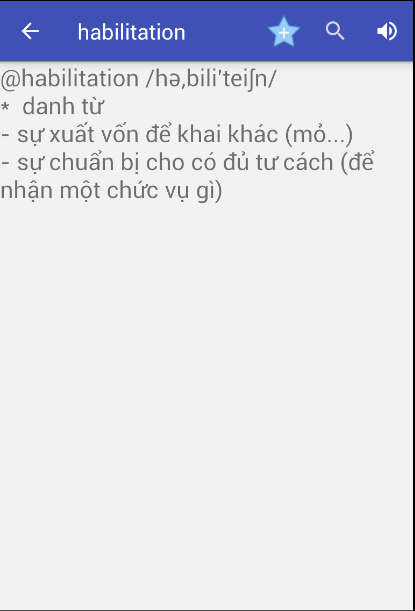 habilitation
@habilitation /hə,bili'teiʃn/
*  danh từ
- sự xuất vốn để khai khác (mỏ...)
- sự chuẩn bị cho có đủ tư cách (để
nhận một chức vụ gì)